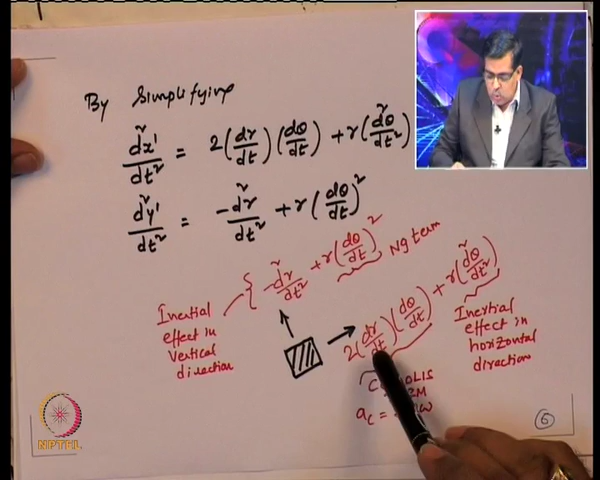 By Simplifying
d²x'/dt² = 2(dr/dt)(dθ/dt) + r(d²θ/dt²)
d²y'/dt² = -d²r/dt² + r(dθ/dt)²
{ -d²r/dt² + r(dθ/dt)² Ng term
Inertial
effect in
vertical
direction
2(dr/dt)(dθ/dt) + r(d²θ/dt²)
Inertial
effect in
horizontal
direction
a_c =
6
NPTEL